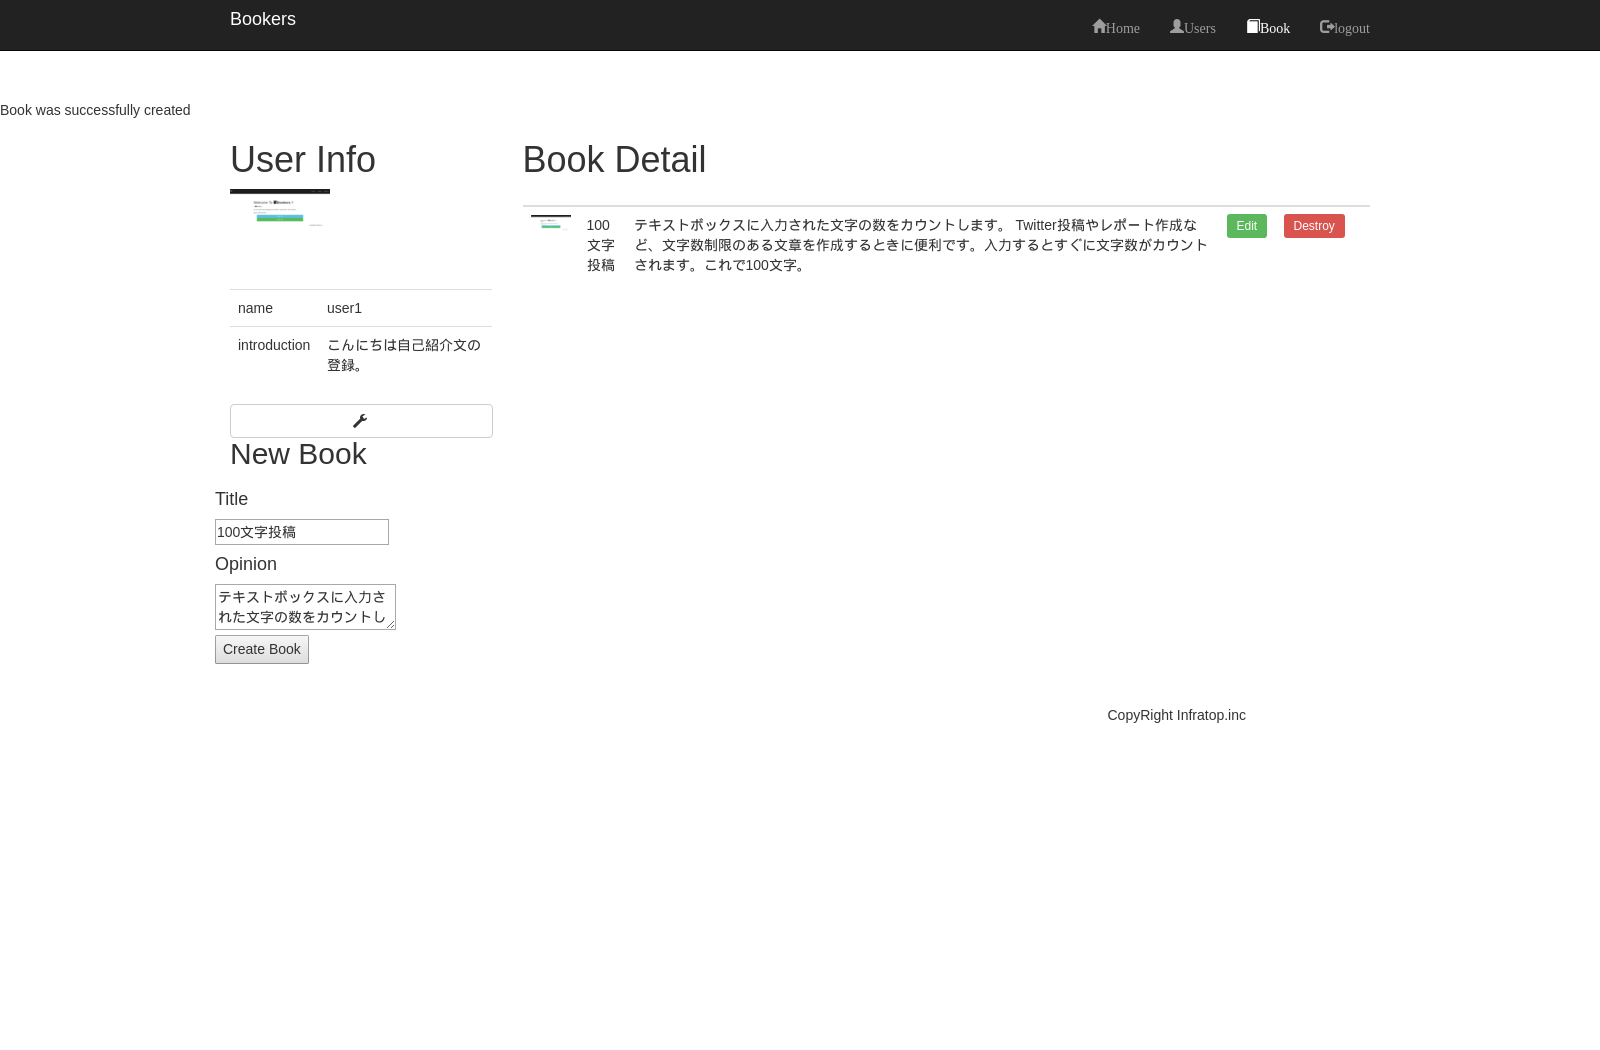 Bookers
Home
Users
Book
logout
Book was successfully created
User Info
name user1
introduction こんにちは自己紹介文の
登録。
New Book
Title
100文字投稿
Opinion
テキストボックスに入力さ
れた文字の数をカウントし
Create Book
Book Detail
100
文字
投稿
テキストボックスに入力された文字の数をカウントします。 Twitter投稿やレポート作成な
ど、文字数制限のある文章を作成するときに便利です。入力するとすぐに文字数がカウント
されます。これで100文字。
Edit
Destroy
CopyRight Infratop.inc